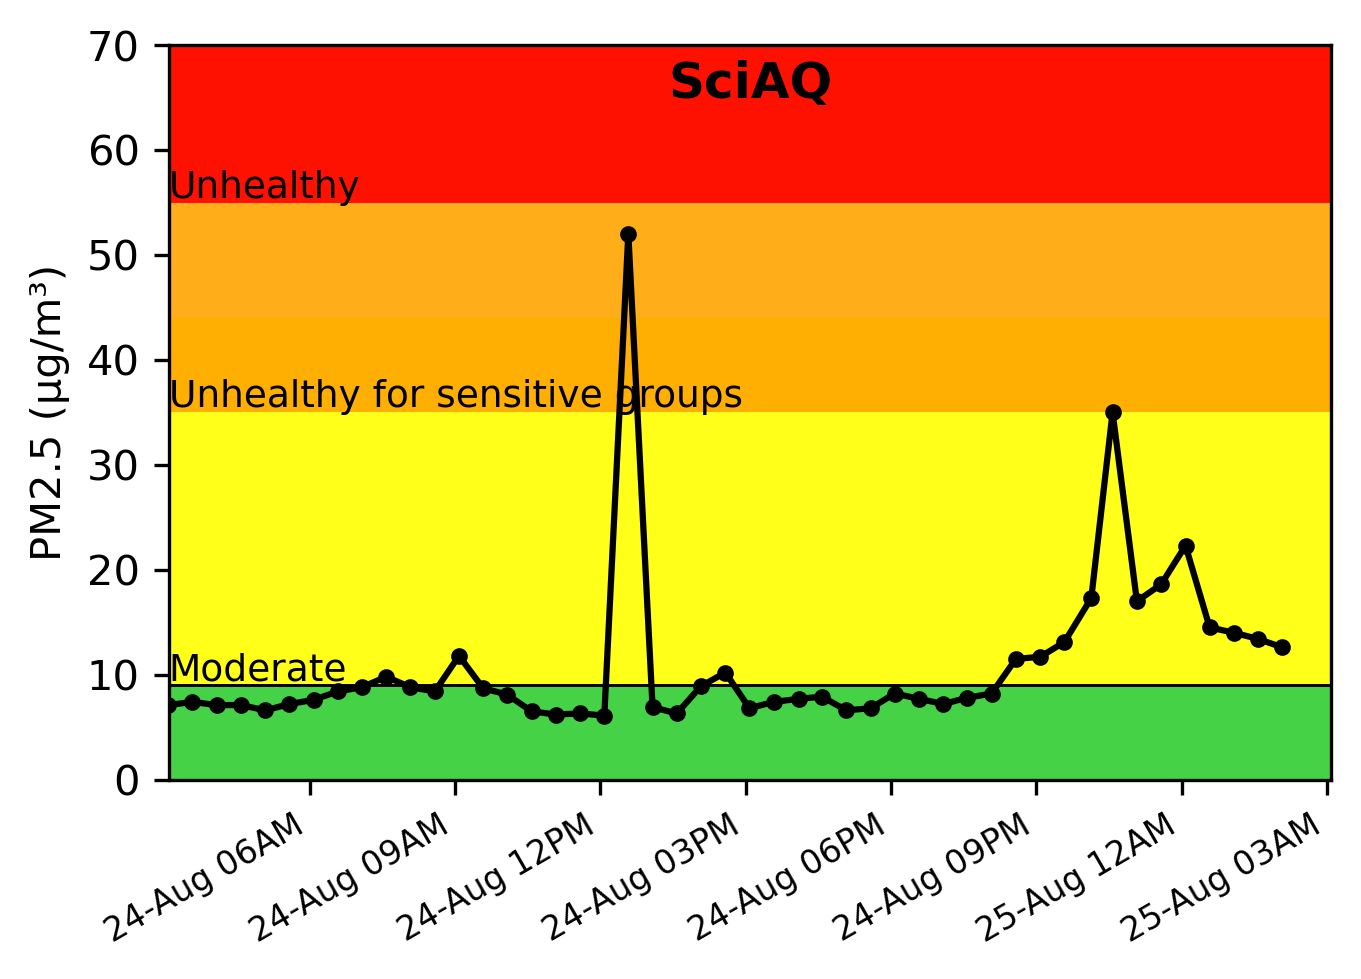 SciAQ
PM2.5 (μg/m³)
70
60
50
40
30
20
10
0
Unhealthy
Unhealthy for sensitive groups
Moderate
24-Aug 06AM
24-Aug 09AM
24-Aug 12PM
24-Aug 03PM
24-Aug 06PM
24-Aug 09PM
25-Aug 12AM
25-Aug 03AM